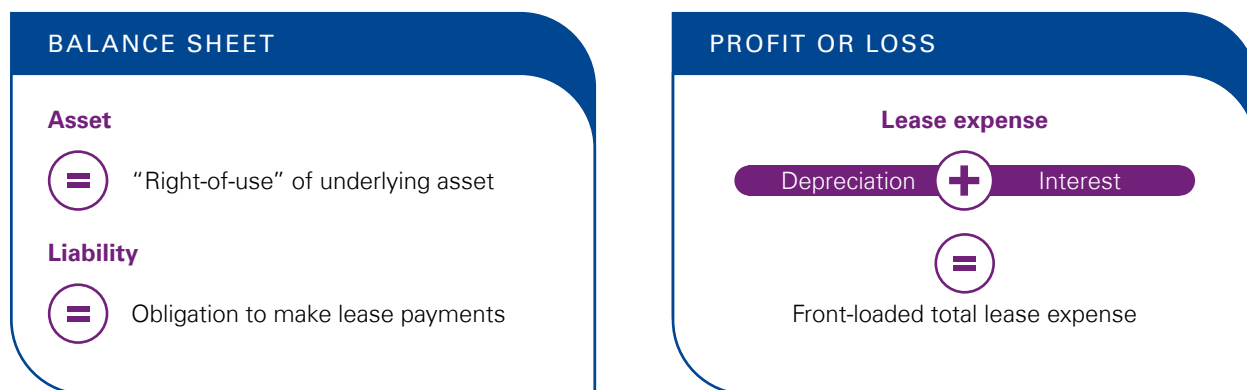 BALANCE SHEET
Asset
= "Right-of-use" of underlying asset
Liability
= Obligation to make lease payments
PROFIT OR LOSS
Lease expense
Depreciation + Interest
=
Front-loaded total lease expense